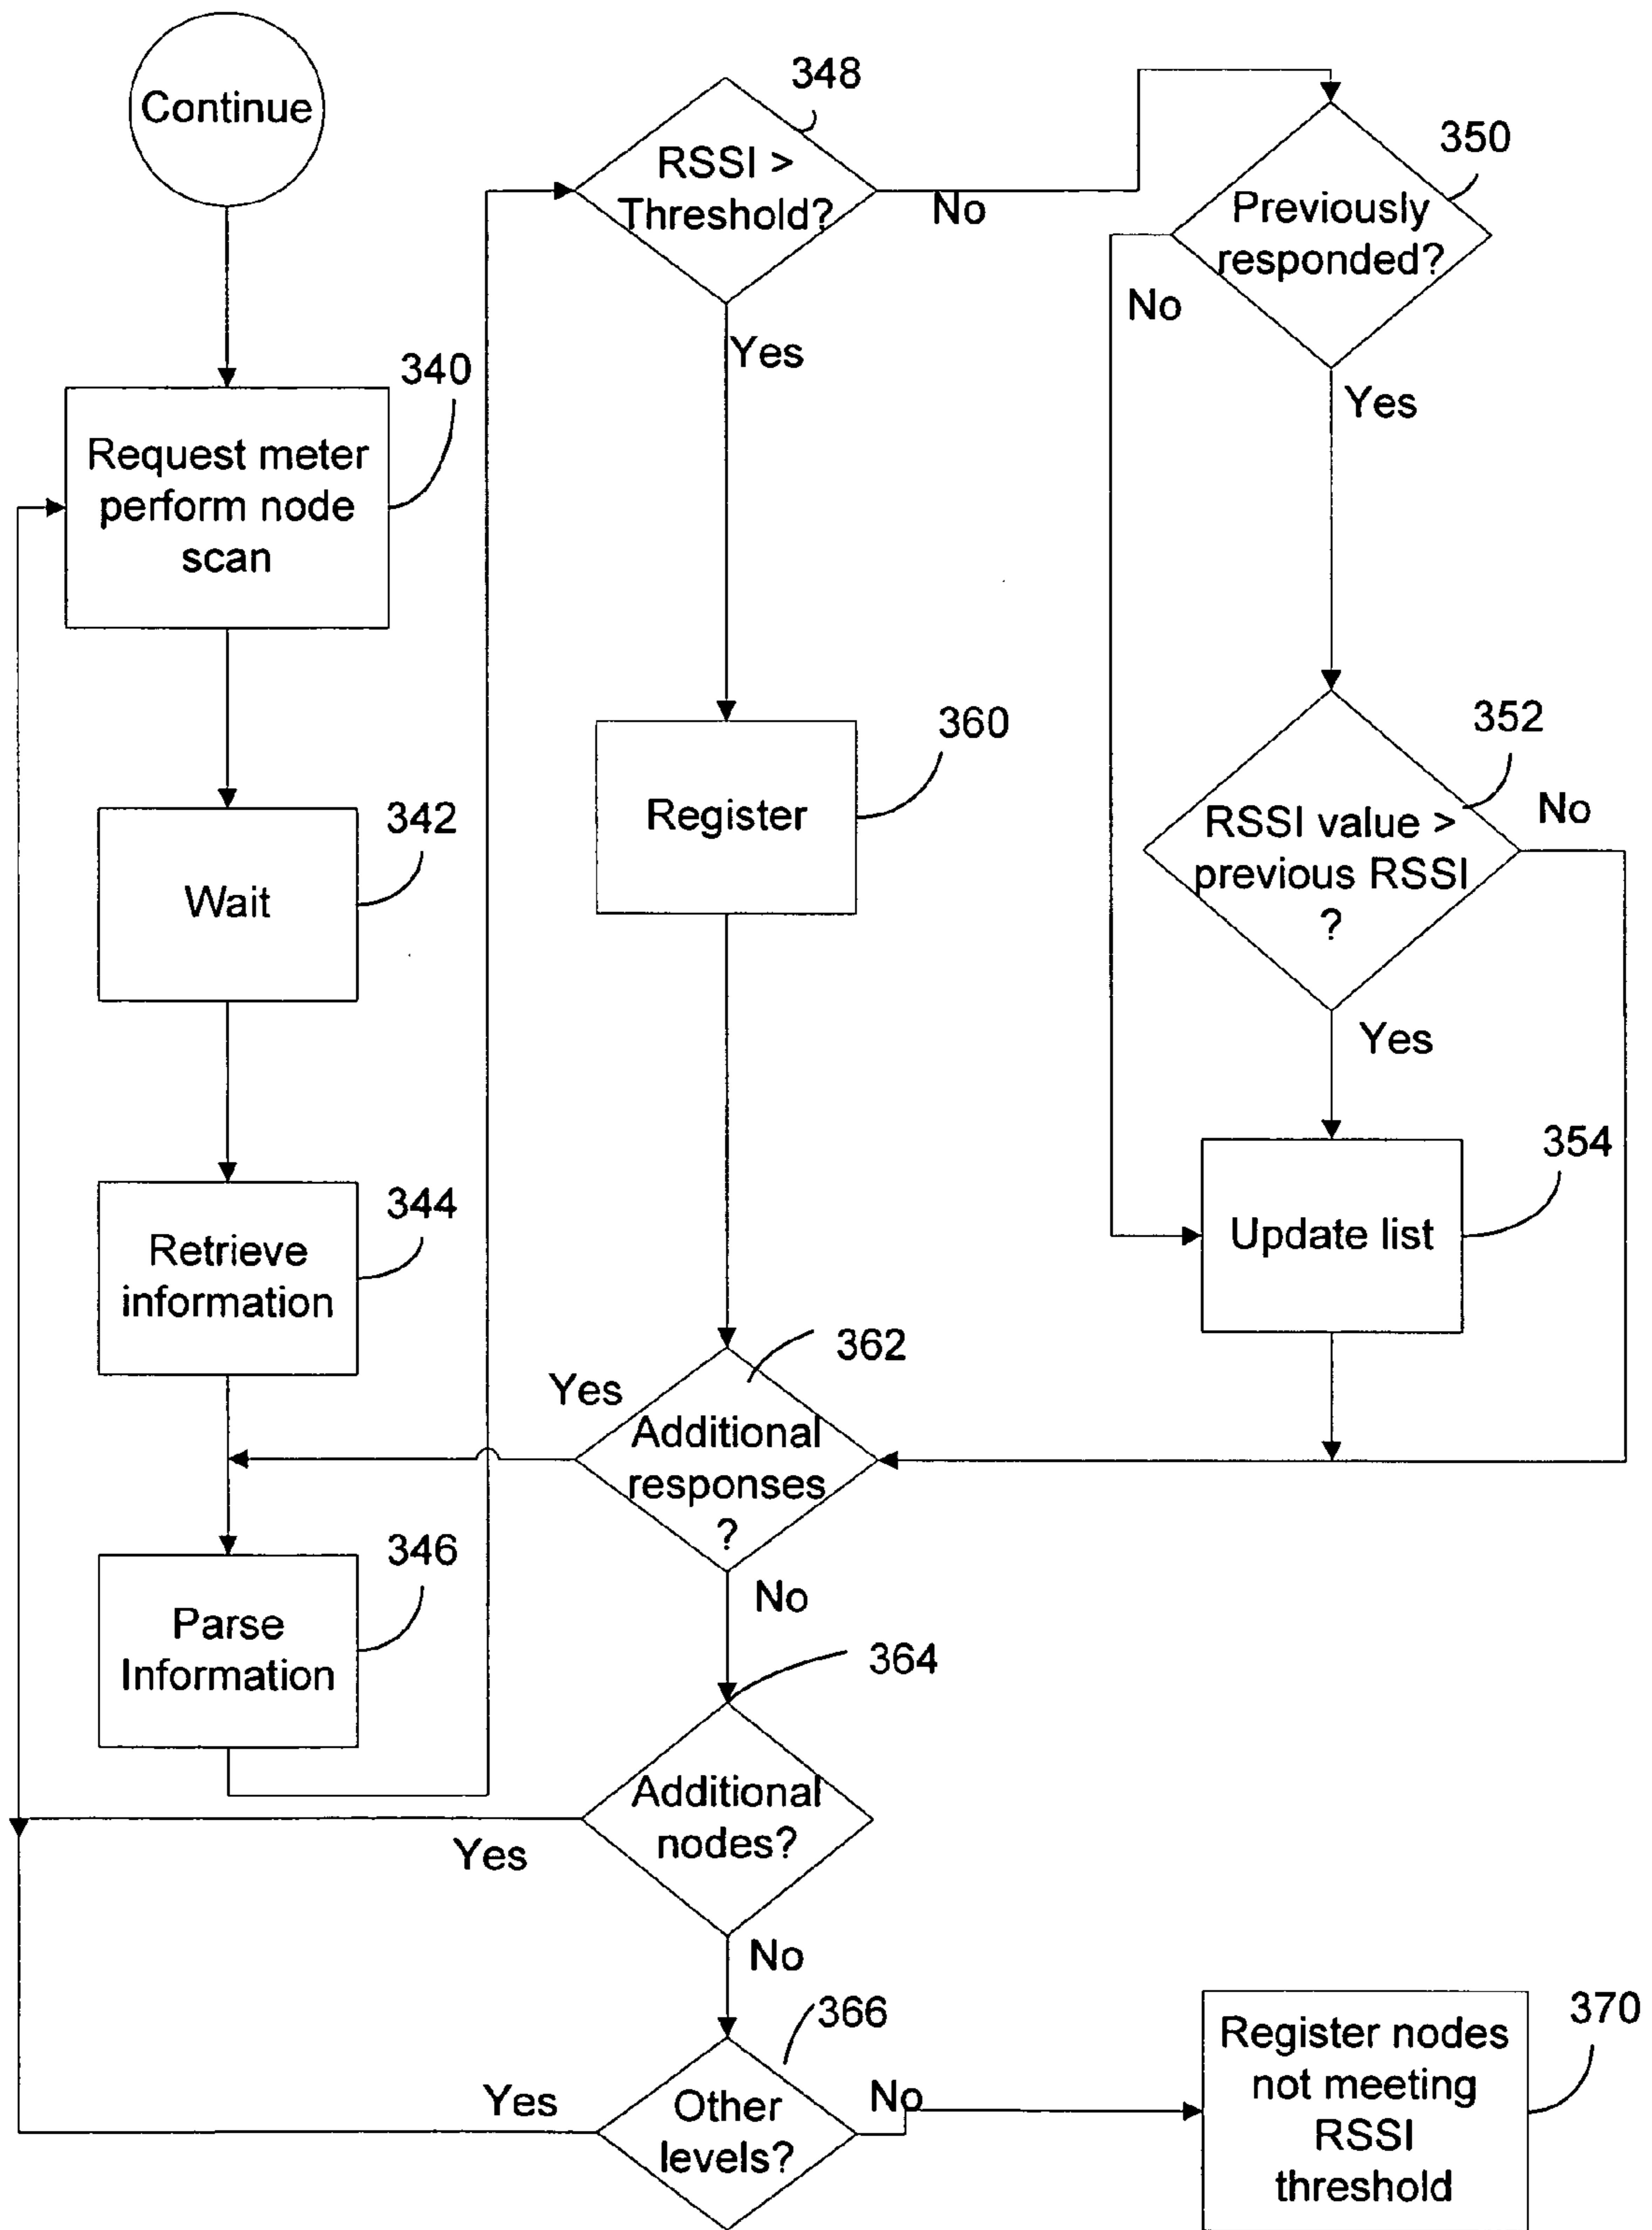 Continue
340
Request meter
perform node
scan
342
Wait
344
Retrieve
information
346
Parse
Information
348
RSSI >
Threshold?
No
Yes
350
Previously
responded?
No
Yes
352
RSSI value >
previous RSSI
?
No
Yes
354
Update list
360
Register
362
Additional
responses
?
Yes
No
364
Additional
nodes?
Yes
No
366
Other
levels?
Yes
No
370
Register nodes
not meeting
RSSI
threshold